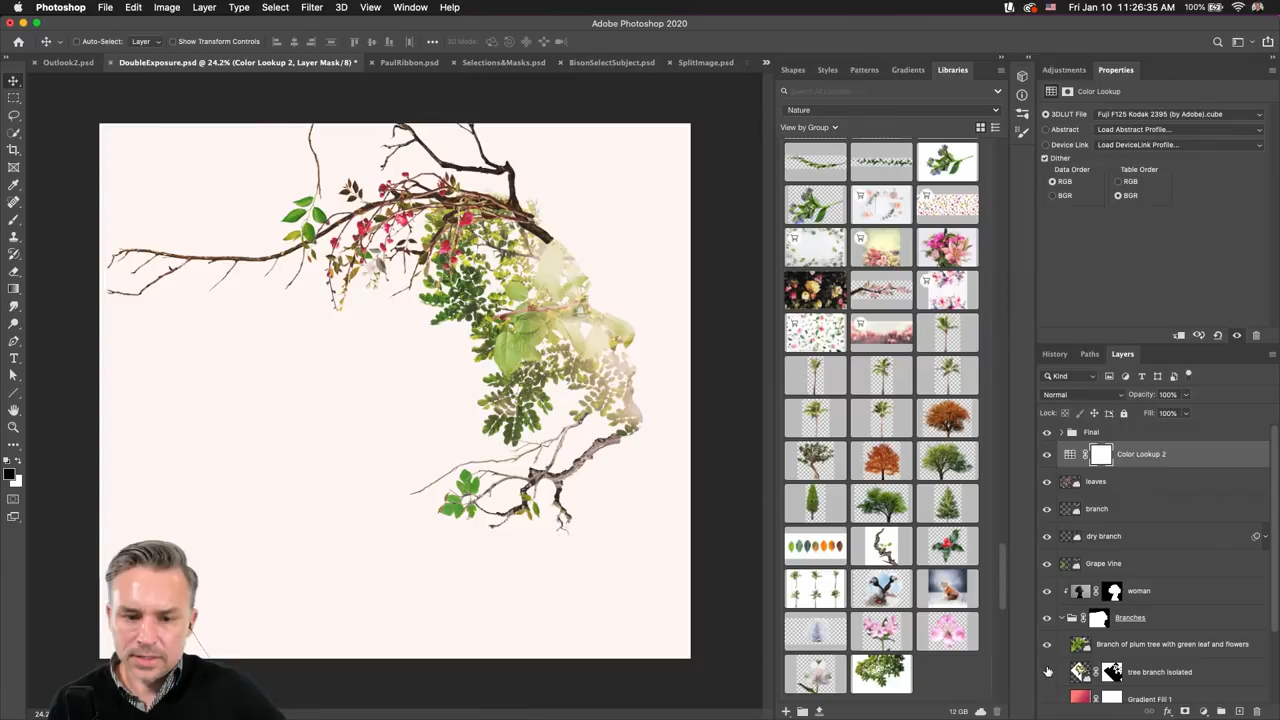 Photoshop File Edit Image Layer Type Select Filter 3D View Window Help 100% Fri Jan 10 11:26:35 AM
Adobe Photoshop 2020
Auto-Select: Layer Show Transform Controls 3D Mode:
Outlook2.psd DoubleExposure.psd @ 24.2% (Color Lookup 2, Layer Mask/8) * PaulRibbon.psd Selections&Masks.psd BisonSelectSubject.psd SplitImage.psd
Shapes Styles Patterns Gradients Libraries
Nature
View by Group
12 GB
Adjustments Properties
Color Lookup
3DLUT File Fuji F125 Kodak 2395 (by Adobe).cube
Abstract Load Abstract Profile...
Device Link Load DeviceLink Profile...
Dither
Data Order Table Order
RGB RGB
BGR BGR
History Paths Layers
Kind
Normal Opacity: 100%
Lock: Fill: 100%
Final
Color Lookup 2
leaves
branch
dry branch
Grape Vine
woman
Branches
Branch of plum tree with green leaf and flowers
tree branch isolated
Gradient Fill 1
fx
24.2